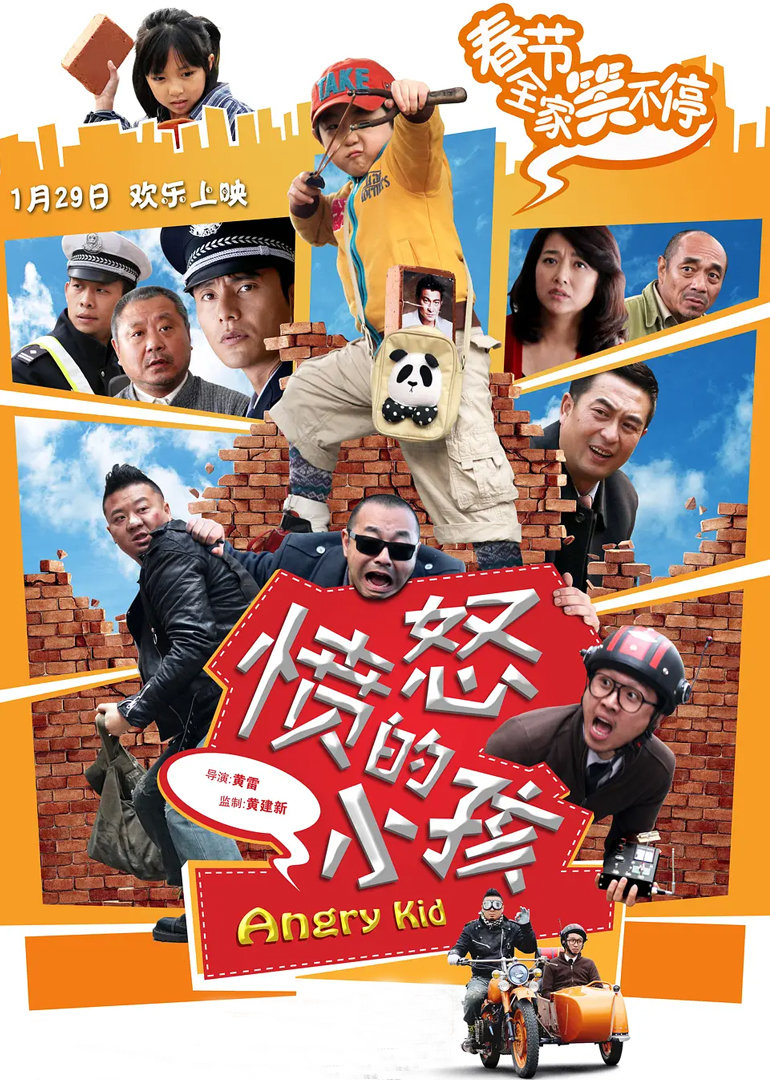 春节
全家笑不停
TAKE
1月29日 欢乐上映
愤怒
的
小孩
导演:黄雷
监制:黄建新
Angry Kid